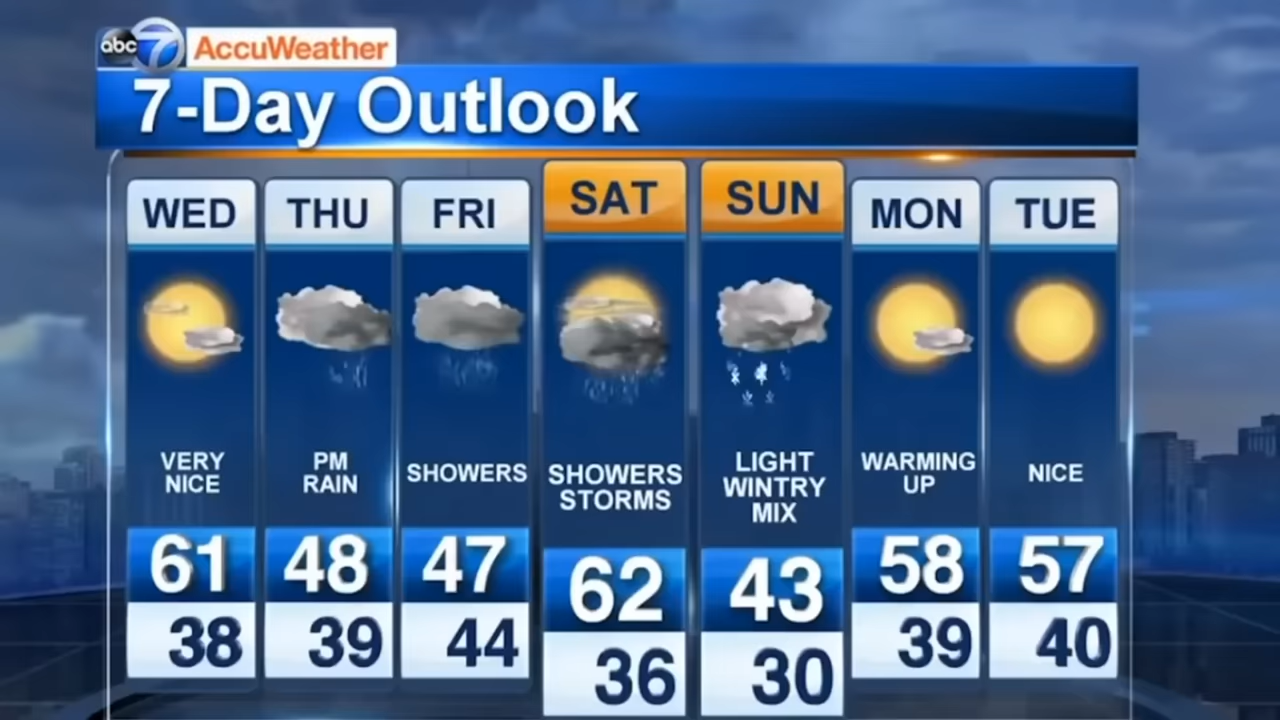 abc 7 AccuWeather
7-Day Outlook
WED THU FRI SAT SUN MON TUE
VERY NICE
PM RAIN
SHOWERS
SHOWERS STORMS
LIGHT WINTRY MIX
WARMING UP
NICE
61 48 47 62 43 58 57
38 39 44 36 30 39 40